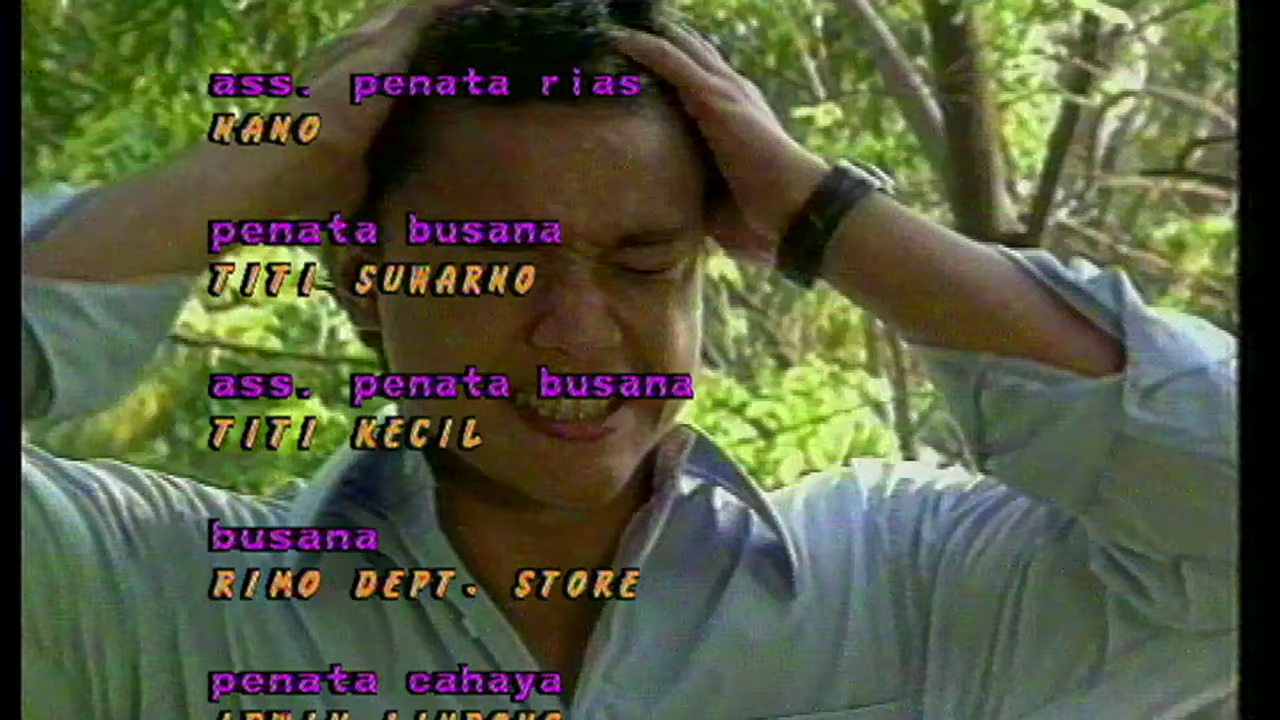 ass. penata rias
NANO
penata busana
TITI SUWARNO
ass. penata busana
TITI KECIL
busana
RIMO DEPT. STORE
penata cahaya